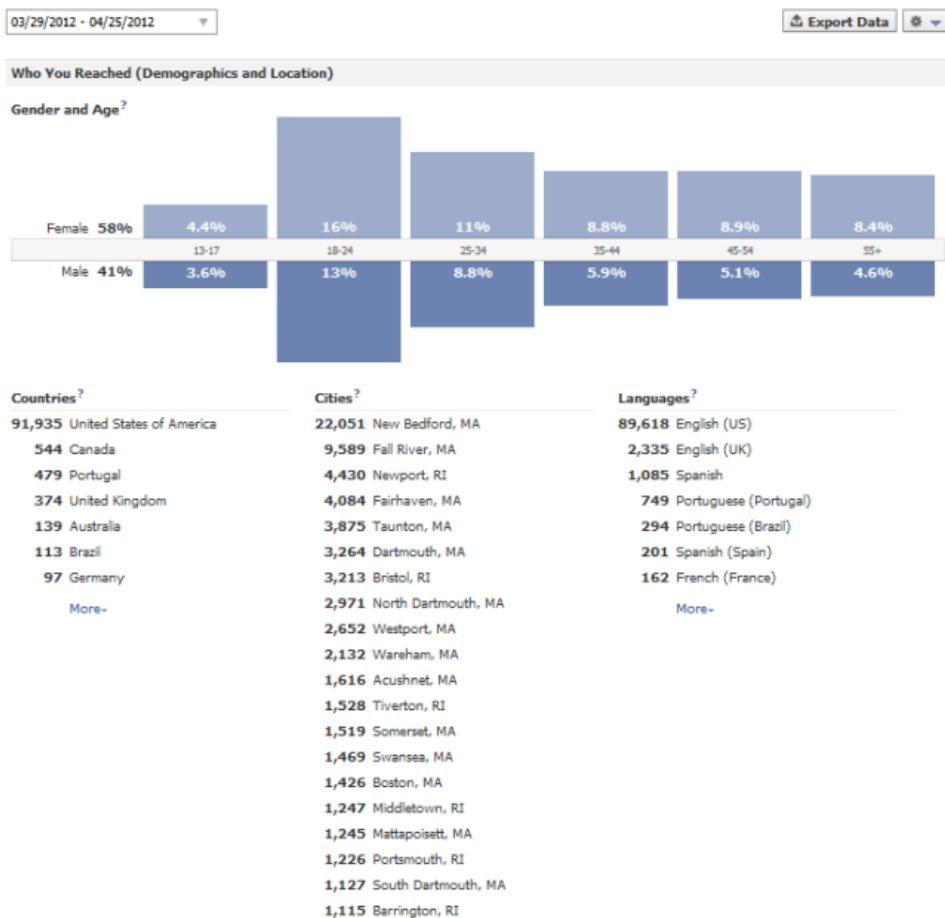 03/29/2012 - 04/25/2012
Export Data
Who You Reached (Demographics and Location)
Gender and Age?
Female 58% 4.4% 16% 11% 8.8% 8.9% 8.4%
13-17 18-24 25-34 35-44 45-54 55+
Male 41% 3.6% 13% 8.8% 5.9% 5.1% 4.6%
Countries?
91,935 United States of America
544 Canada
479 Portugal
374 United Kingdom
139 Australia
113 Brazil
97 Germany
More
Cities?
22,051 New Bedford, MA
9,589 Fall River, MA
4,430 Newport, RI
4,084 Fairhaven, MA
3,875 Taunton, MA
3,264 Dartmouth, MA
3,213 Bristol, RI
2,971 North Dartmouth, MA
2,652 Westport, MA
2,132 Wareham, MA
1,616 Acushnet, MA
1,528 Tiverton, RI
1,519 Somerset, MA
1,469 Swansea, MA
1,426 Boston, MA
1,247 Middletown, RI
1,245 Mattapoisett, MA
1,226 Portsmouth, RI
1,127 South Dartmouth, MA
1,115 Barrington, RI
Languages?
89,618 English (US)
2,335 English (UK)
1,085 Spanish
749 Portuguese (Portugal)
294 Portuguese (Brazil)
201 Spanish (Spain)
162 French (France)
More